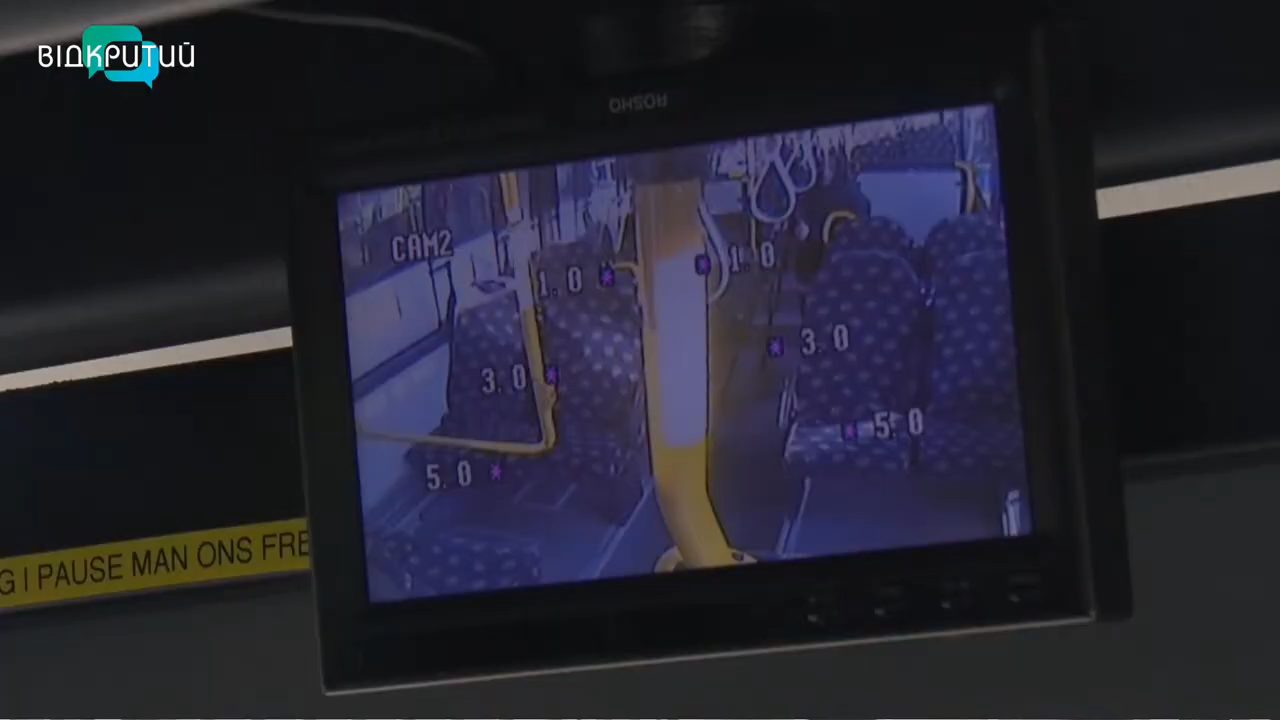 ВІДКРИТИЙ
ROSHO
CAM2
1.0 * * 1.0
3.0 * * 3.0
5.0 * * 5.0
G I PAUSE MAN ONS FRE